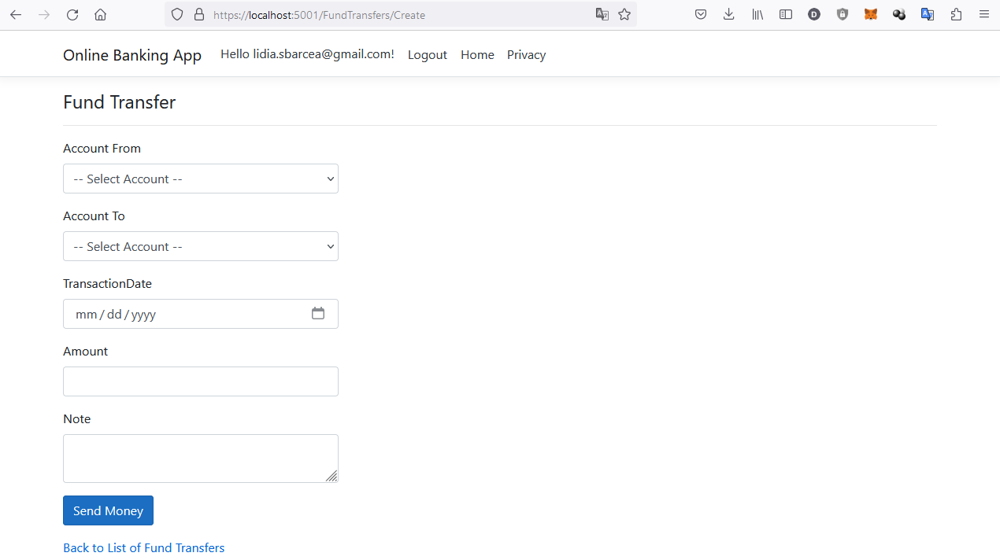 https://localhost:5001/FundTransfers/Create
Online Banking App Hello lidia.sbarcea@gmail.com! Logout Home Privacy
Fund Transfer
Account From
-- Select Account --
Account To
-- Select Account --
TransactionDate
mm / dd / yyyy
Amount
Note
Send Money
Back to List of Fund Transfers